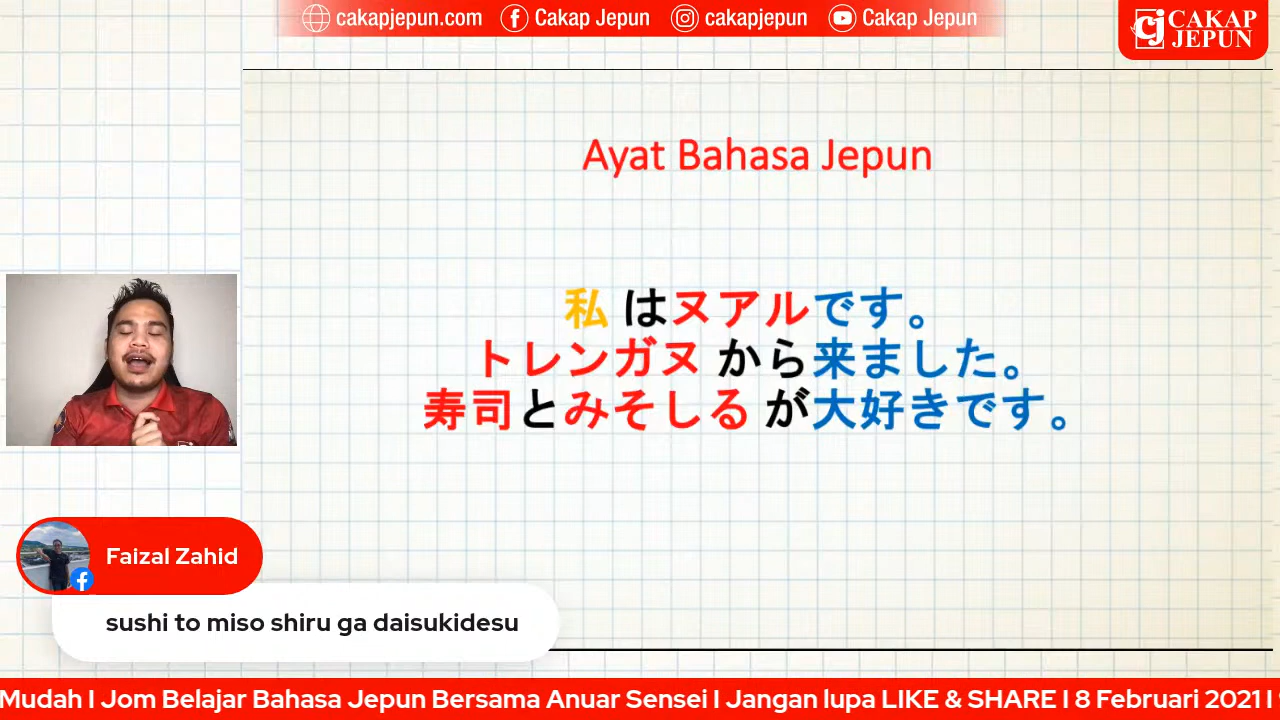 cakapjepun.com Cakap Jepun cakapjepun Cakap Jepun
CAKAP
JEPUN
Ayat Bahasa Jepun
私 はヌアルです。
トレンガヌ から来ました。
寿司とみそしる が大好きです。
Faizal Zahid
sushi to miso shiru ga daisukidesu
Mudah I Jom Belajar Bahasa Jepun Bersama Anuar Sensei I Jangan lupa LIKE & SHARE I 8 Februari 2021 I